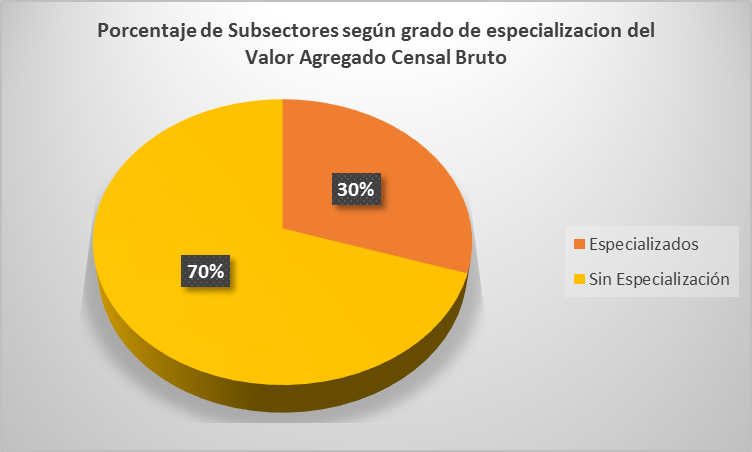 Porcentaje de Subsectores según grado de especializacion del
Valor Agregado Censal Bruto
30%
70%
Especializados
Sin Especialización